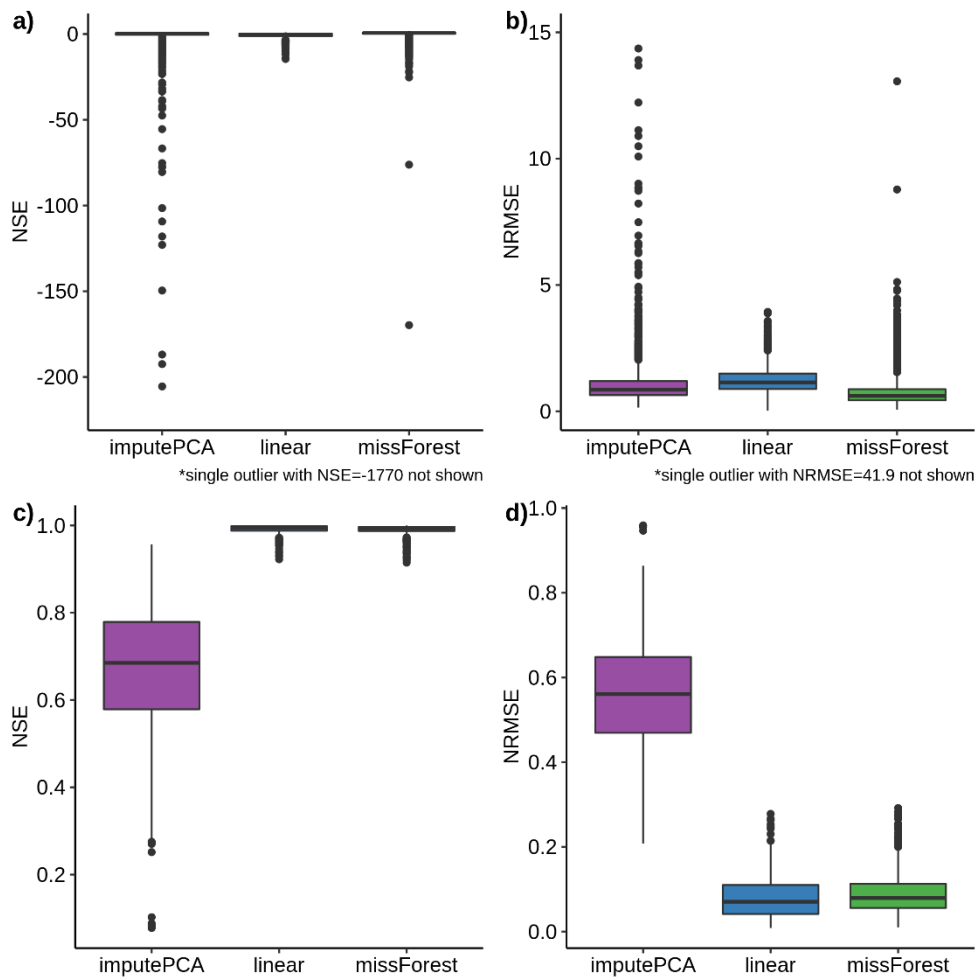 a)
NSE
0
-50
-100
-150
-200
imputePCA linear missForest
*single outlier with NSE=-1770 not shown
b)
NRMSE
15
10
5
0
imputePCA linear missForest
*single outlier with NRMSE=41.9 not shown
c)
NSE
1.0
0.8
0.6
0.4
0.2
imputePCA linear missForest
d)
NRMSE
1.0
0.8
0.6
0.4
0.2
0.0
imputePCA linear missForest